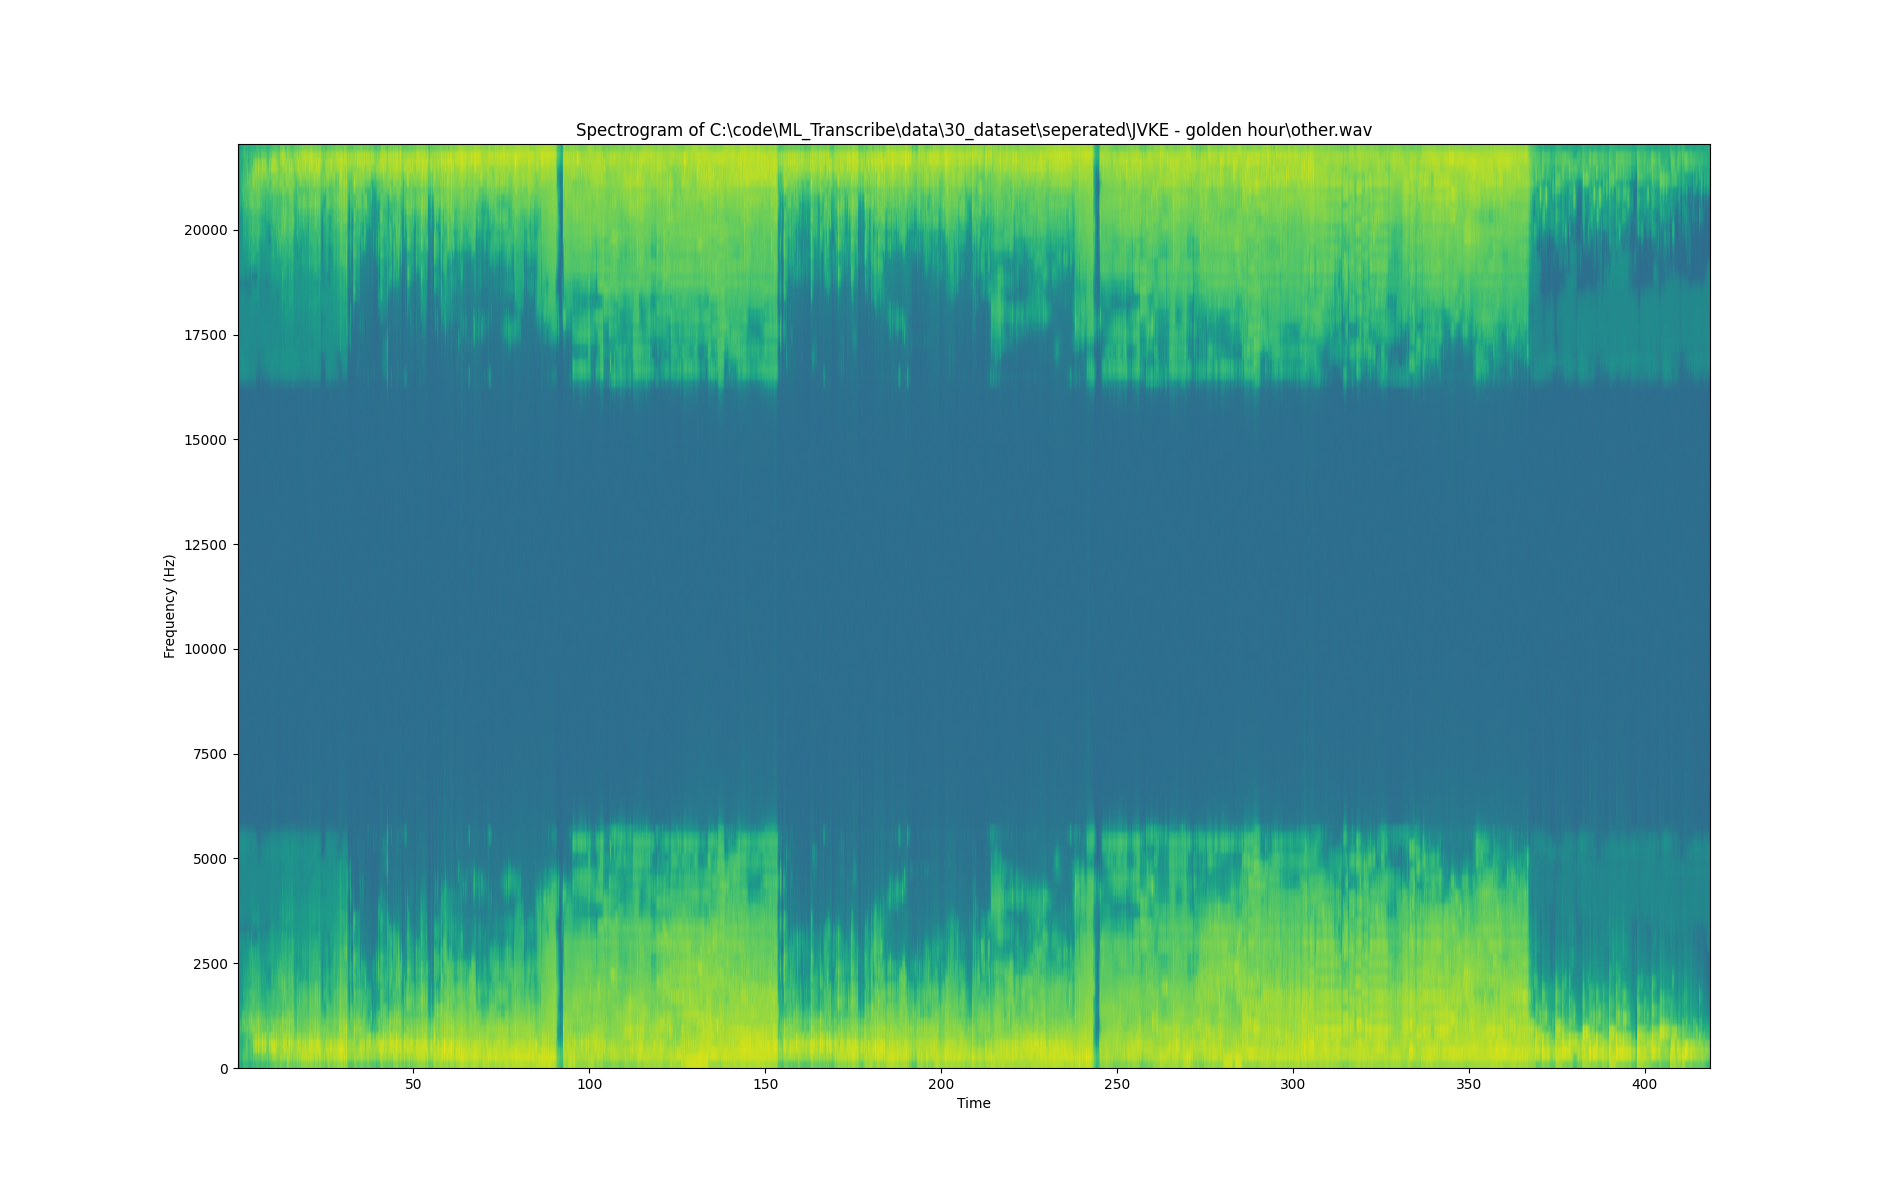 Spectrogram of C:\code\ML_Transcribe\data\30_dataset\seperated\JVKE - golden hour\other.wav
20000
17500
15000
12500
10000
7500
5000
2500
0
Frequency (Hz)
50 100 150 200 250 300 350 400
Time